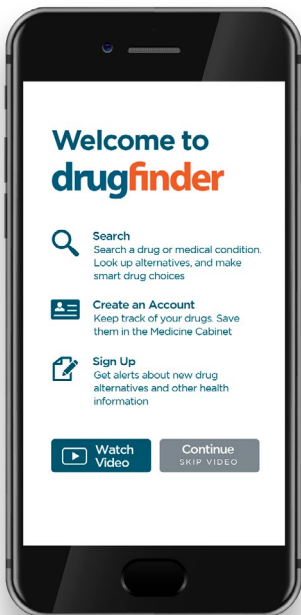 Welcome to
drugfinder
Search
Search a drug or medical condition.
Look up alternatives, and make
smart drug choices
Create an Account
Keep track of your drugs. Save
them in the Medicine Cabinet
Sign Up
Get alerts about new drug
alternatives and other health
information
Watch
Video
Continue
SKIP VIDEO